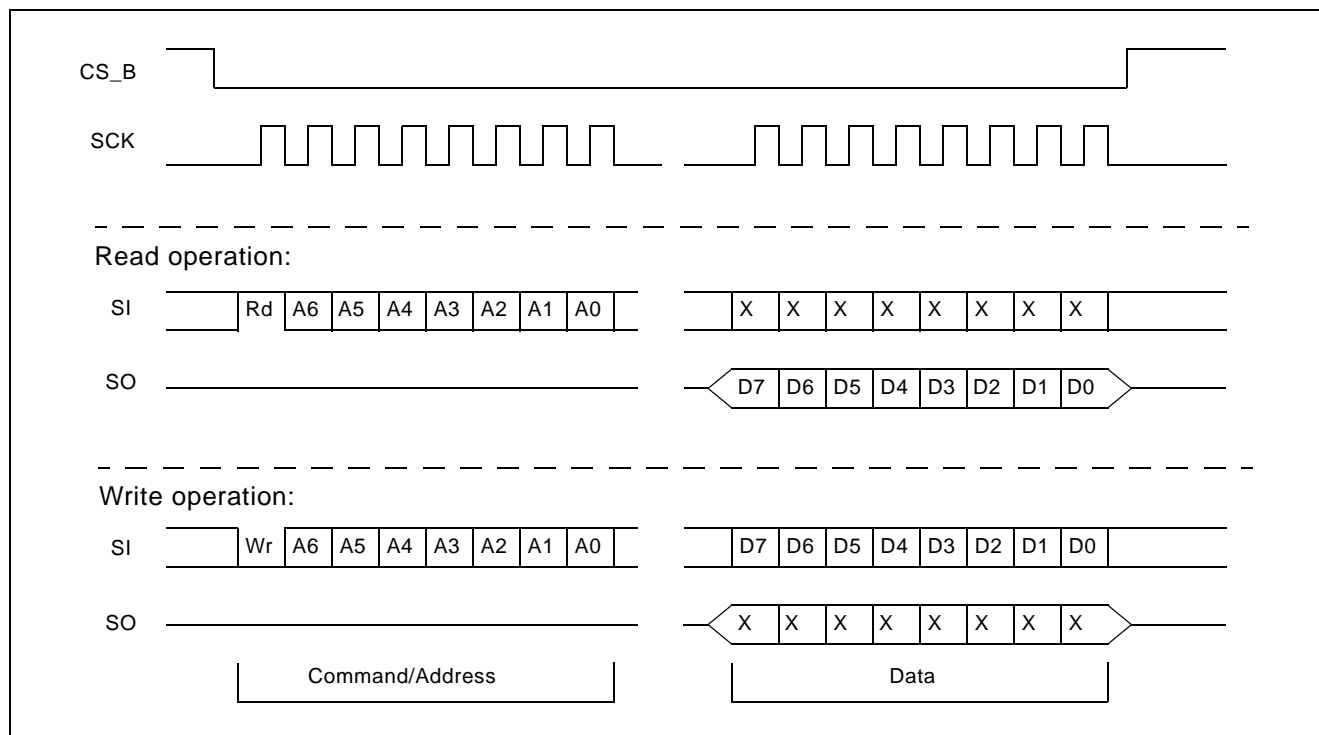 CS_B
SCK
Read operation:
SI Rd A6 A5 A4 A3 A2 A1 A0 X X X X X X X X
SO D7 D6 D5 D4 D3 D2 D1 D0
Write operation:
SI Wr A6 A5 A4 A3 A2 A1 A0 D7 D6 D5 D4 D3 D2 D1 D0
SO X X X X X X X X
Command/Address Data